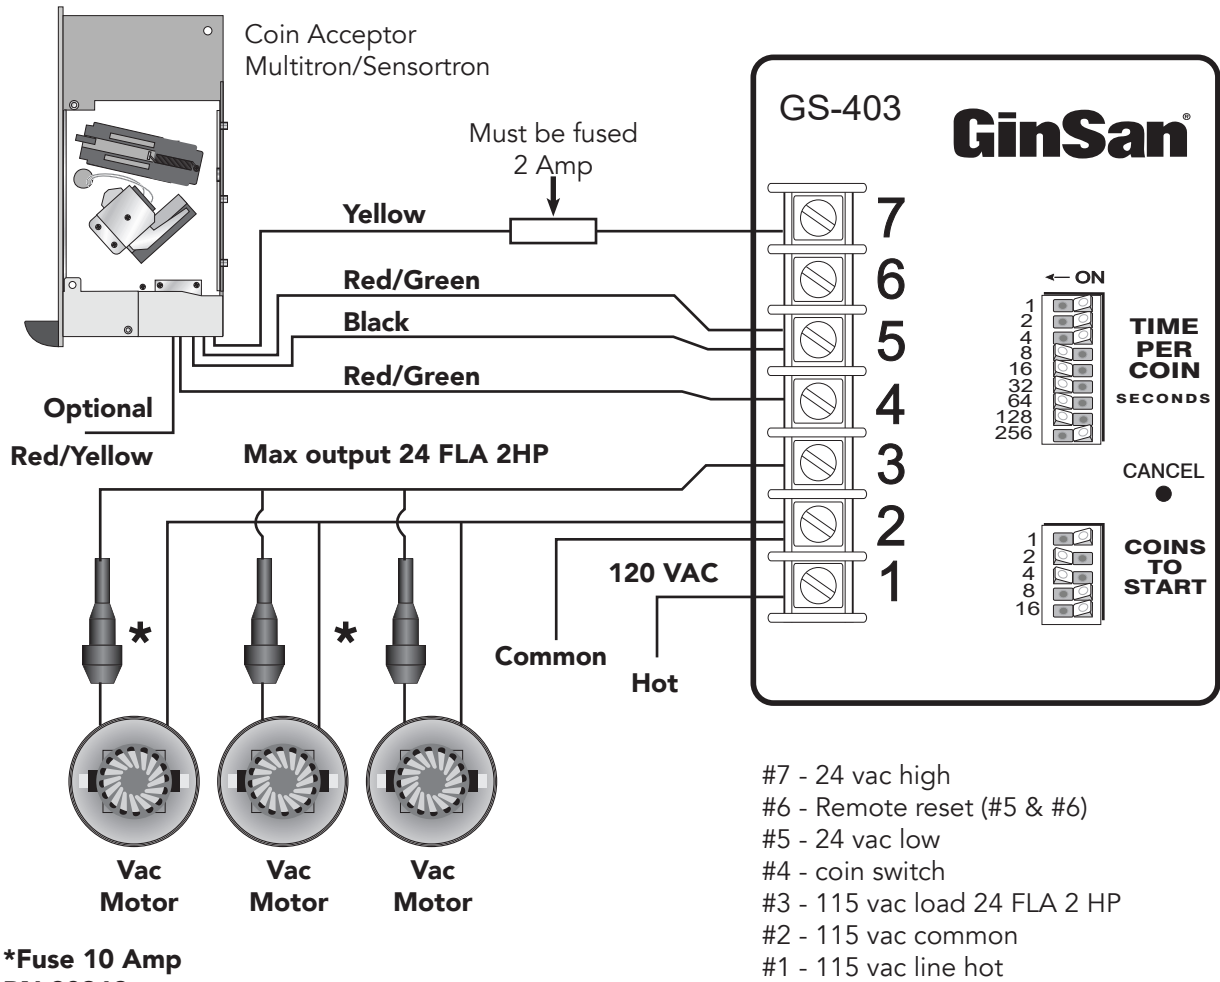 Coin Acceptor
Multitron/Sensortron
GS-403
GinSan®
Must be fused
2 Amp
Yellow
7
Red/Green
6
Black
5
Red/Green
4
Optional
Red/Yellow
Max output 24 FLA 2HP
3
2
120 VAC
1
Common
Hot
← ON
1
2
4
8
16
32
64
128
256
TIME
PER
COIN
SECONDS
CANCEL
1
2
4
8
16
COINS
TO
START
*
*
Vac
Motor
Vac
Motor
Vac
Motor
*Fuse 10 Amp
#7 - 24 vac high
#6 - Remote reset (#5 & #6)
#5 - 24 vac low
#4 - coin switch
#3 - 115 vac load 24 FLA 2 HP
#2 - 115 vac common
#1 - 115 vac line hot